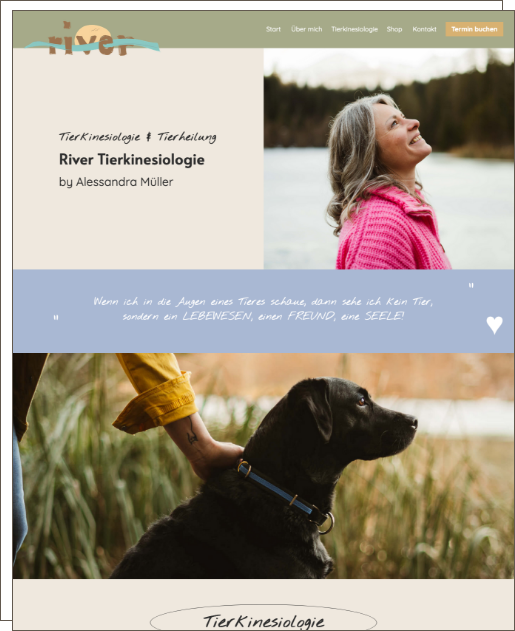 river
Start Über mich Tierkinesiologie Shop Kontakt Termin buchen
TierKinesiologie & Tierheilung
River Tierkinesiologie
by Alessandra Müller
"
Wenn ich in die Augen eines Tieres schaue, dann sehe ich Kein Tier,
" sondern ein LEBEWESEN, einen FREUND, eine SEELE!
TierKinesiologie